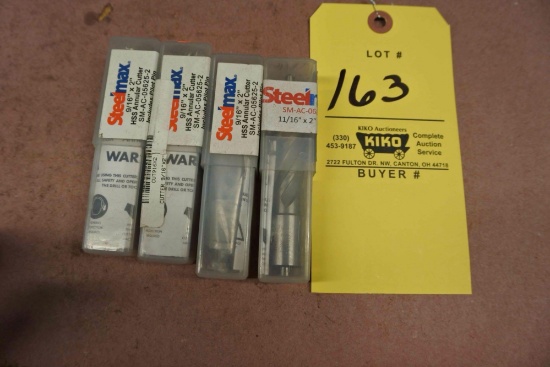 Steelmax.
9/16" x 2"
HSS Annular Cutter
SM-AC-05625-2
WAR
Steelmax.
9/16" x 2"
HSS Annular Cutter
SM-AC-05625-2
WAR
Steelmax.
9/16" x 2"
HSS Annular Cutter
SM-AC-05625-2
Steelm
SM-AC-06
11/16" x 2"
LOT #
163
KIKO Auctioneers
(330)
453-9187
KIKO
Complete
Auction
Service
2722 FULTON DR. NW, CANTON, OH 44718
BUYER #